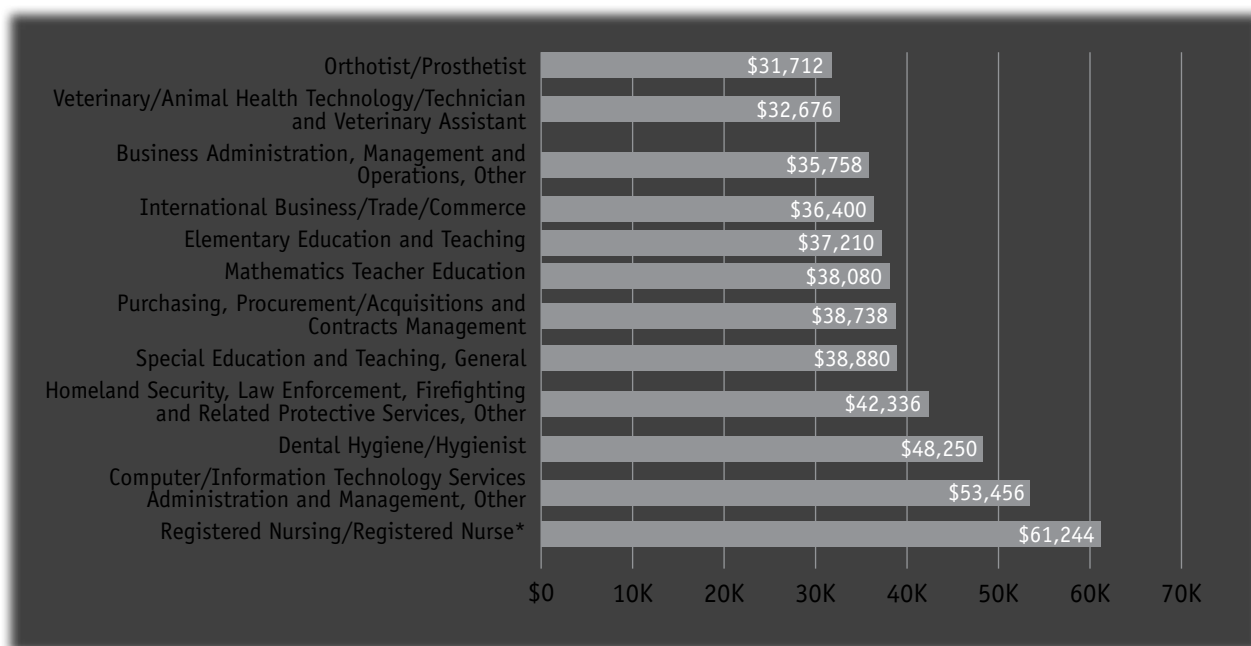 Orthotist/Prosthetist
$31,712
Veterinary/Animal Health Technology/Technician
and Veterinary Assistant
$32,676
Business Administration, Management and
Operations, Other
$35,758
International Business/Trade/Commerce
$36,400
Elementary Education and Teaching
$37,210
Mathematics Teacher Education
$38,080
Purchasing, Procurement/Acquisitions and
Contracts Management
$38,738
Special Education and Teaching, General
$38,880
Homeland Security, Law Enforcement, Firefighting
and Related Protective Services, Other
$42,336
Dental Hygiene/Hygienist
$48,250
Computer/Information Technology Services
Administration and Management, Other
$53,456
Registered Nursing/Registered Nurse*
$61,244
$0 10K 20K 30K 40K 50K 60K 70K